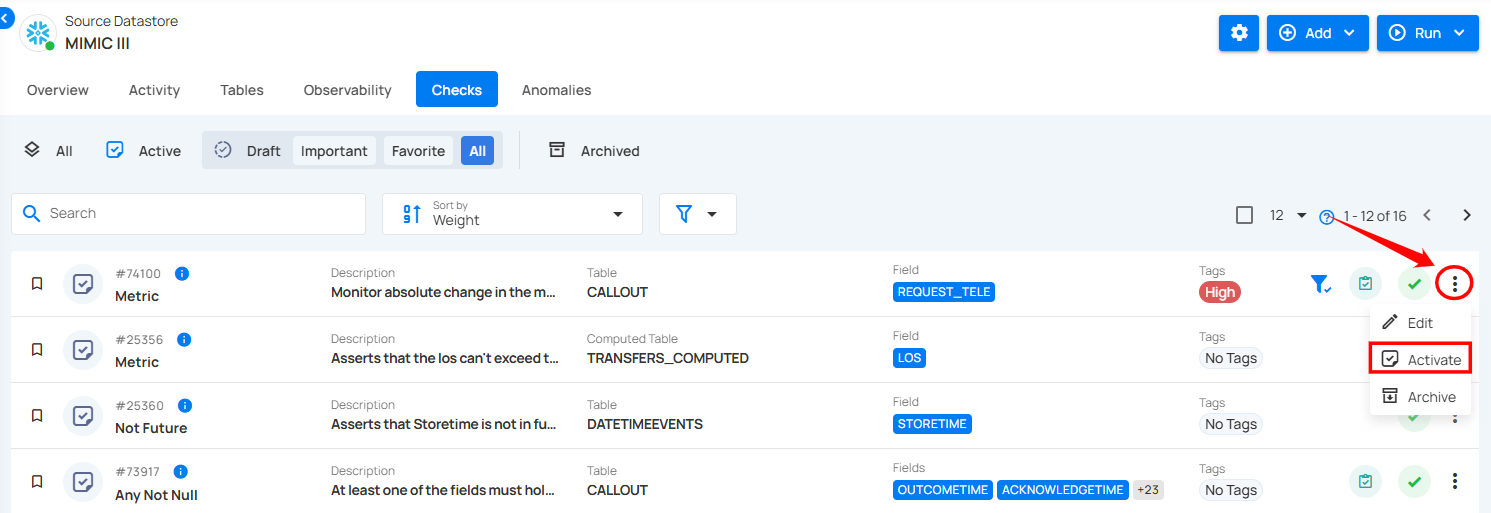 Source Datastore
MIMIC III
Add
Run
Overview
Activity
Tables
Observability
Checks
Anomalies
All
Active
Draft
Important
Favorite
All
Archived
Search
Sort by
Weight
12
1 - 12 of 16
#74100
Metric
Description
Monitor absolute change in the m...
Table
CALLOUT
Field
REQUEST_TELE
Tags
High
Edit
Activate
Archive
#25356
Metric
Description
Asserts that the los can't exceed t...
Computed Table
TRANSFERS_COMPUTED
Field
LOS
Tags
No Tags
#25360
Not Future
Description
Asserts that Storetime is not in fu...
Table
DATETIMEEVENTS
Field
STORETIME
Tags
No Tags
#73917
Any Not Null
Description
At least one of the fields must hol...
Table
CALLOUT
Fields
OUTCOMETIME
ACKNOWLEDGETIME
+23
Tags
No Tags